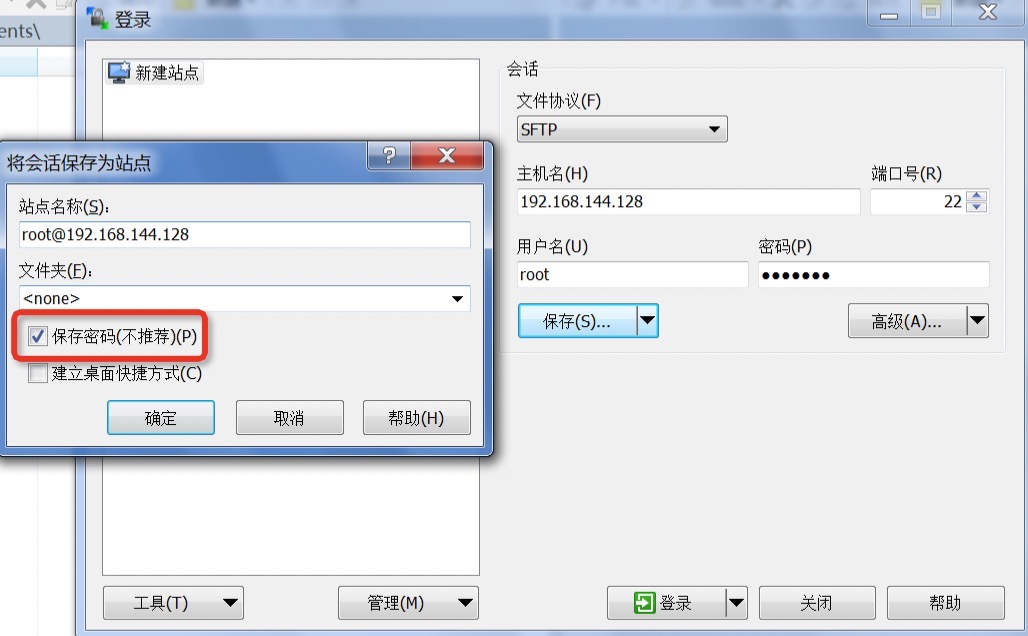 ents\
登录
新建站点
会话
文件协议(F)
SFTP
主机名(H)
端口号(R)
192.168.144.128
22
用户名(U)
密码(P)
root
保存(S)...
高级(A)...
将会话保存为站点
?
站点名称(S):
root@192.168.144.128
文件夹(F):
<none>
保存密码(不推荐)(P)
建立桌面快捷方式(C)
确定
取消
帮助(H)
工具(T)
管理(M)
登录
关闭
帮助